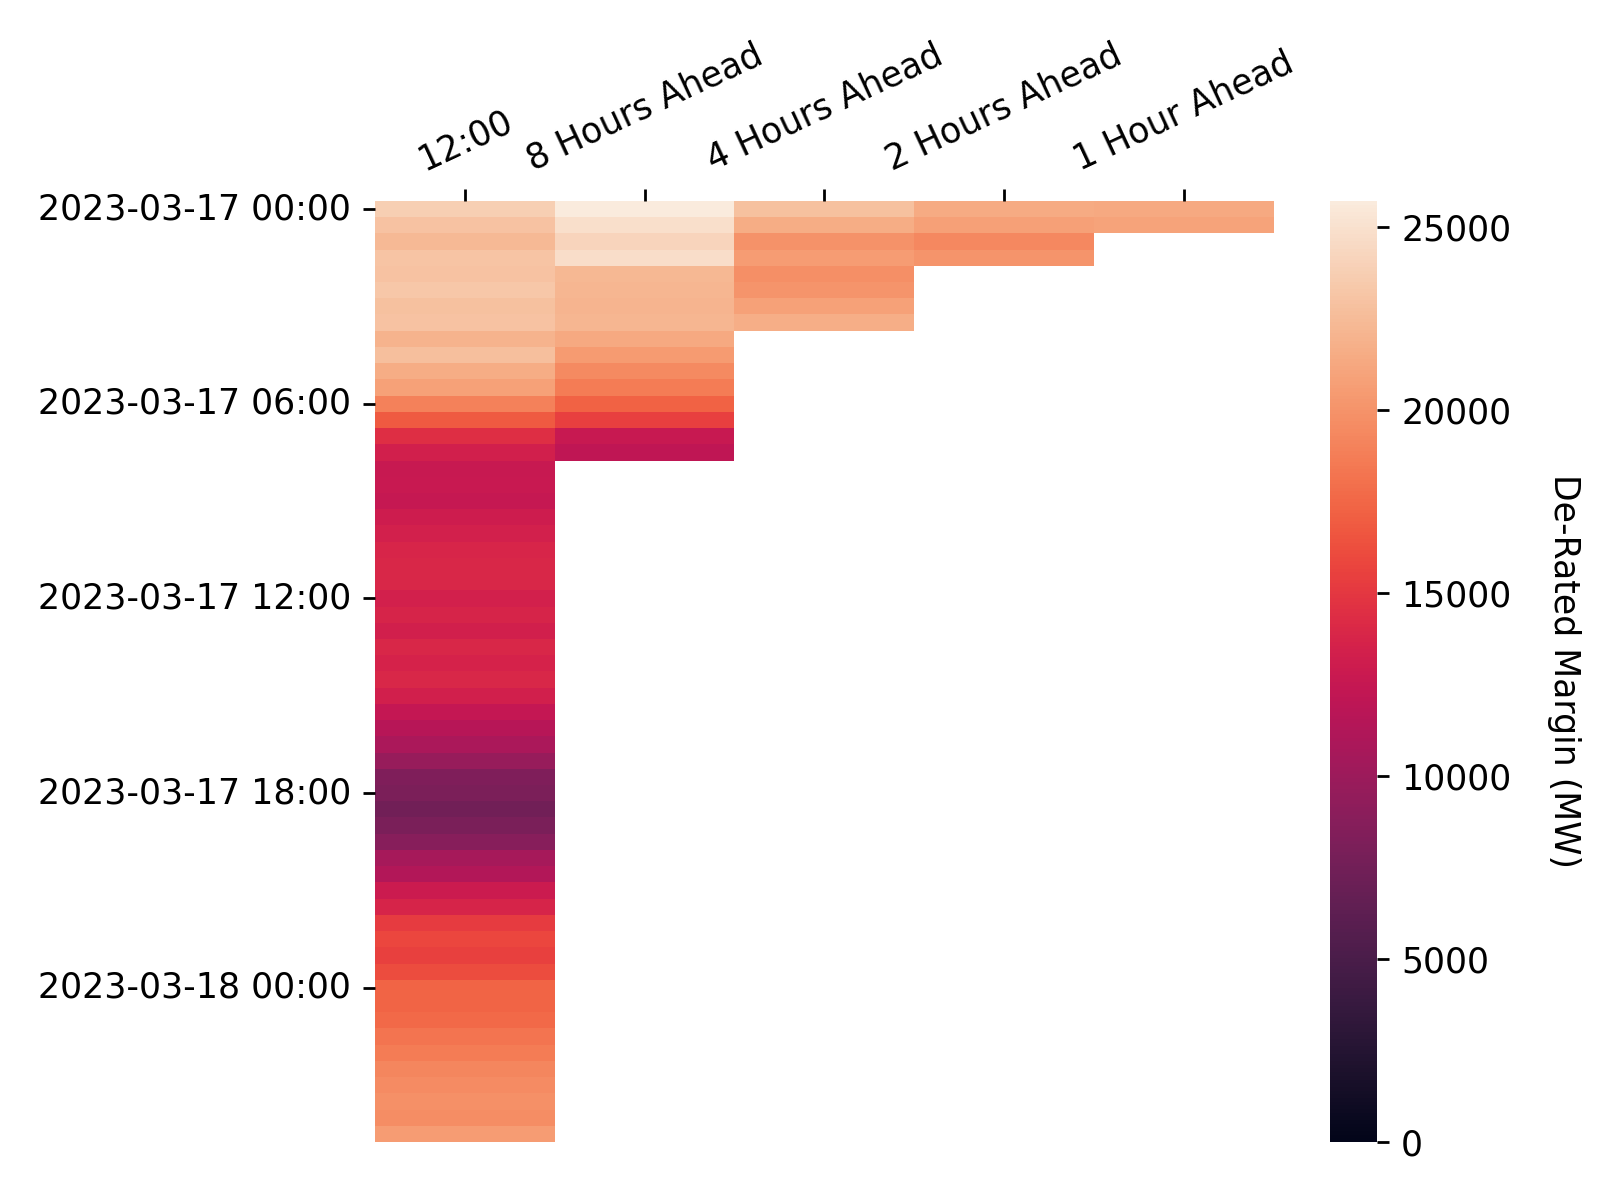 12:00
8 Hours Ahead
4 Hours Ahead
2 Hours Ahead
1 Hour Ahead
2023-03-17 00:00
2023-03-17 06:00
2023-03-17 12:00
2023-03-17 18:00
2023-03-18 00:00
25000
20000
15000
10000
5000
0
De-Rated Margin (MW)